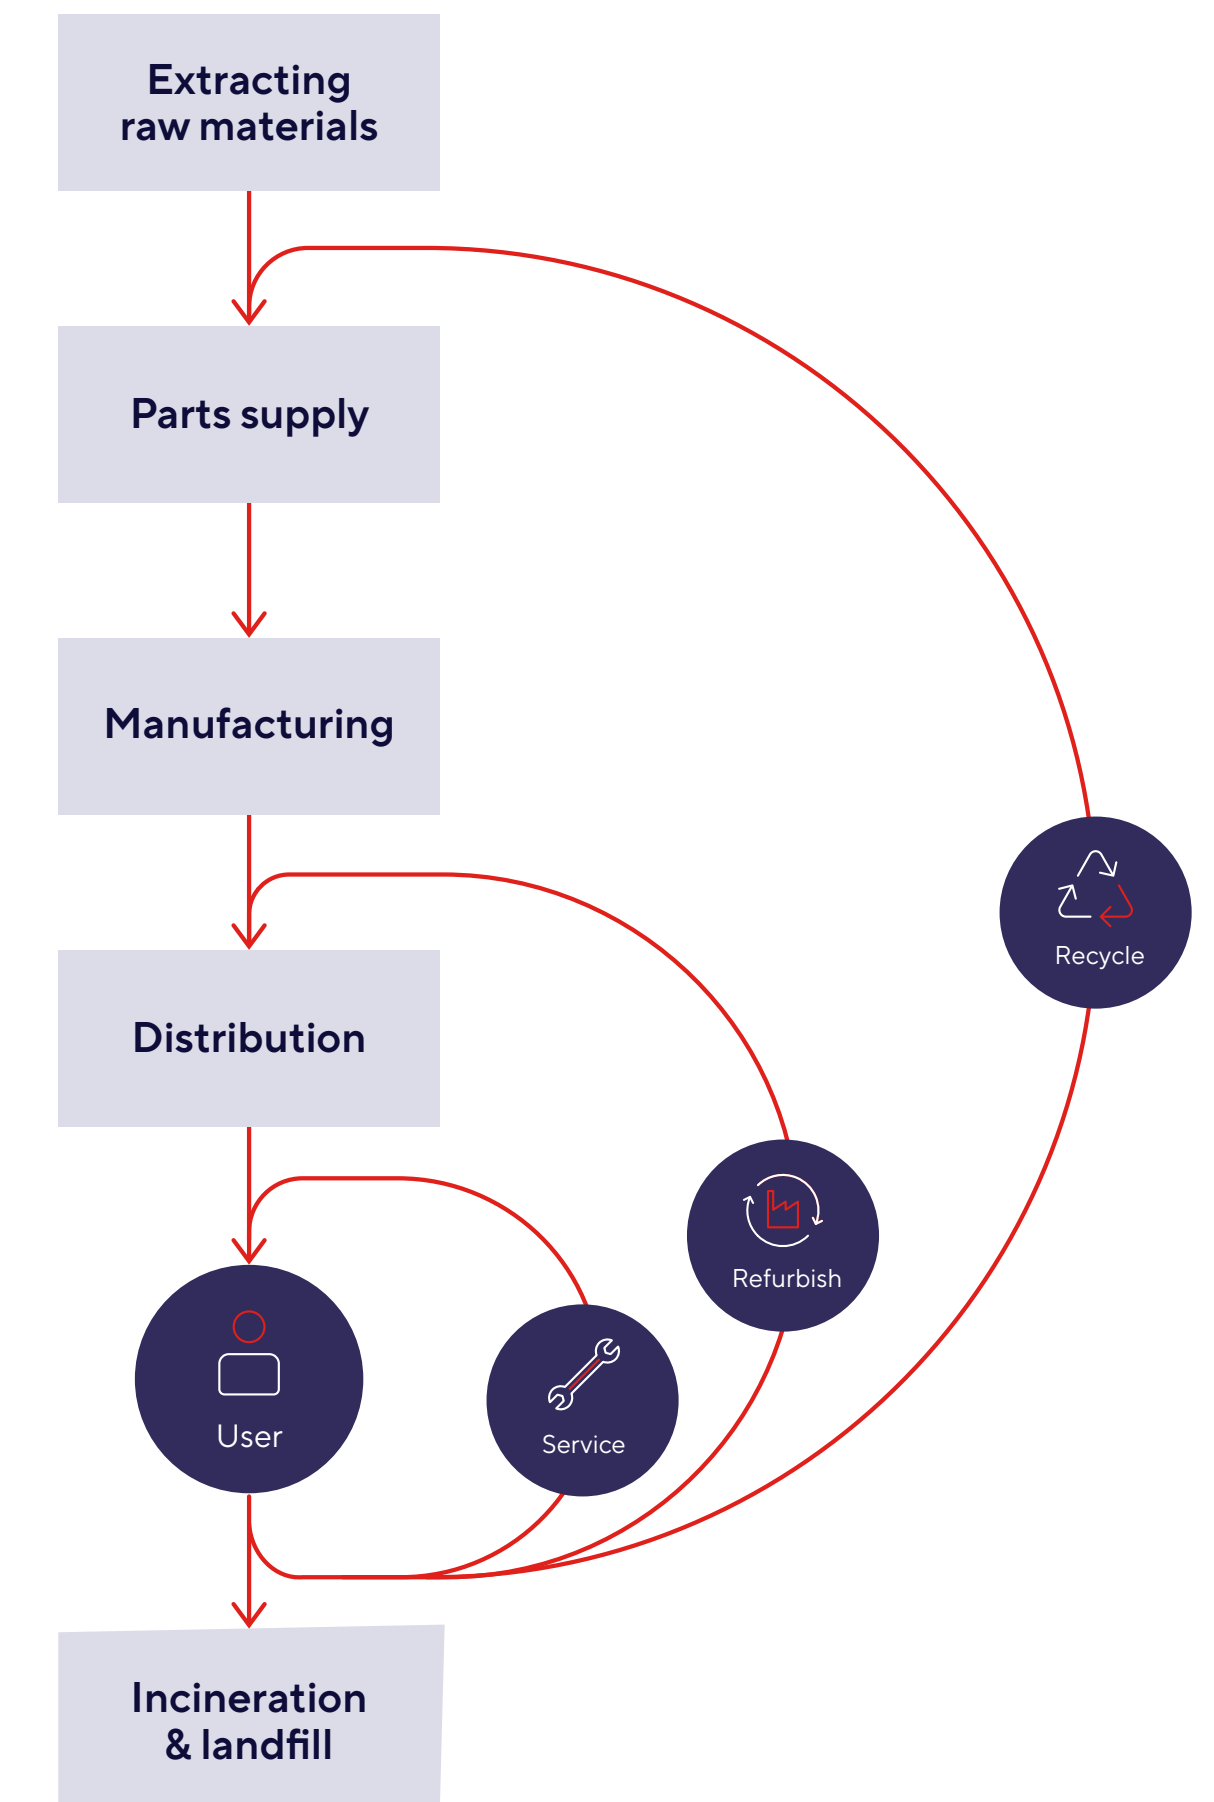 Extracting
raw materials
Parts supply
Manufacturing
Recycle
Distribution
Refurbish
User
Service
Incineration
& landfill